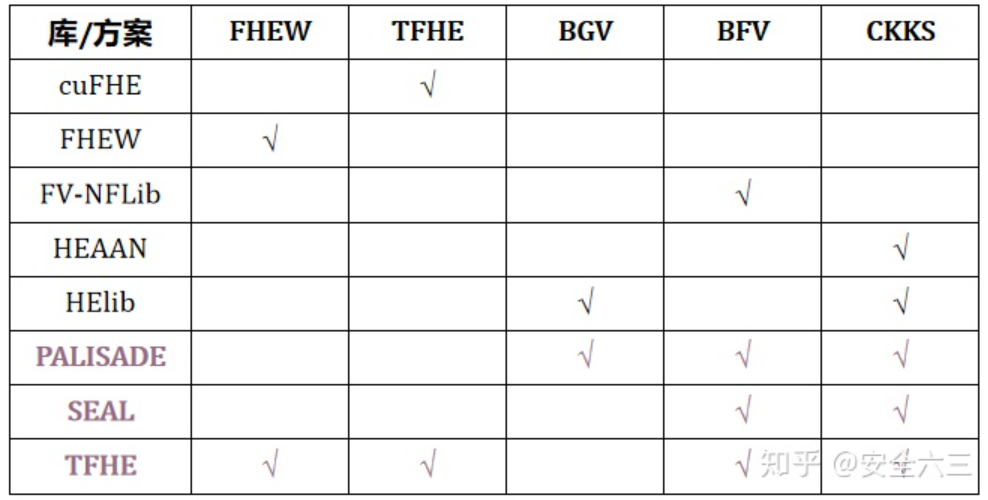 库/方案 FHEW TFHE BGV BFV CKKS
cuFHE √
FHEW √
FV-NFLib √
HEAAN √
HElib √ √
PALISADE √ √ √
SEAL √ √
TFHE √ √ √ √
知乎 @安全六三